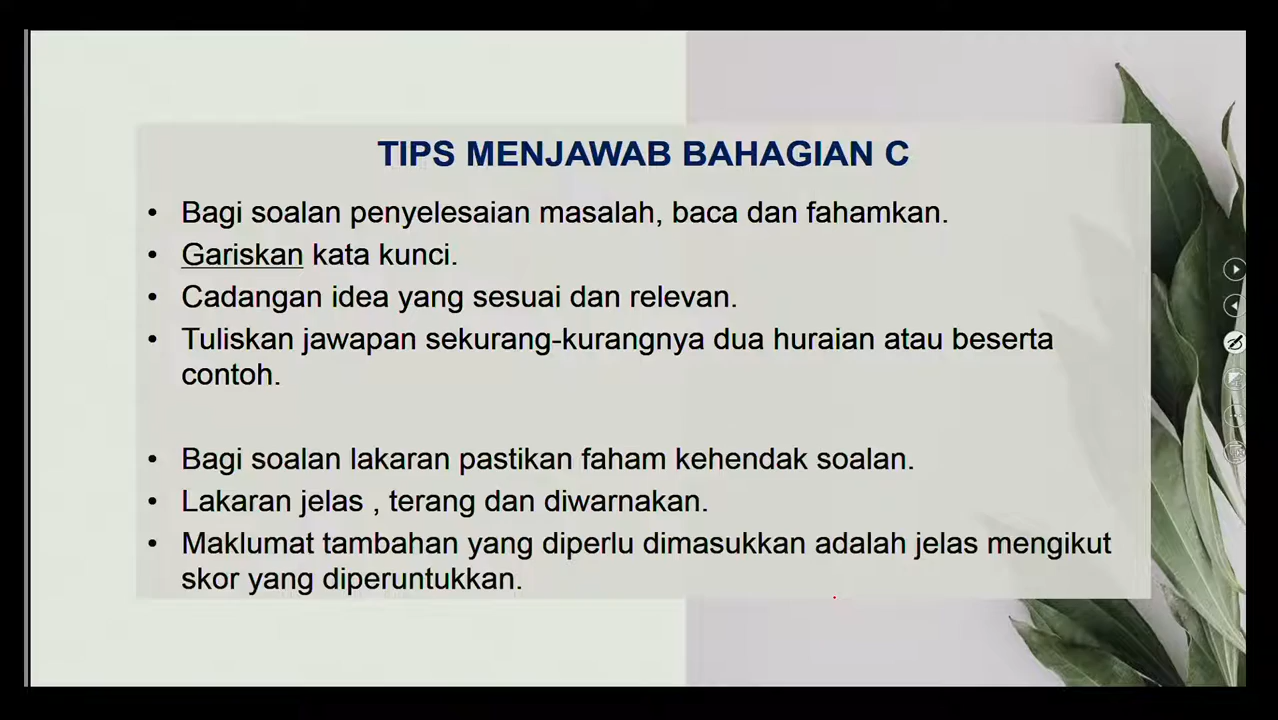 TIPS MENJAWAB BAHAGIAN C
• Bagi soalan penyelesaian masalah, baca dan fahamkan.
• Gariskan kata kunci.
• Cadangan idea yang sesuai dan relevan.
• Tuliskan jawapan sekurang-kurangnya dua huraian atau beserta
contoh.
• Bagi soalan lakaran pastikan faham kehendak soalan.
• Lakaran jelas , terang dan diwarnakan.
• Maklumat tambahan yang diperlu dimasukkan adalah jelas mengikut
skor yang diperuntukkan.